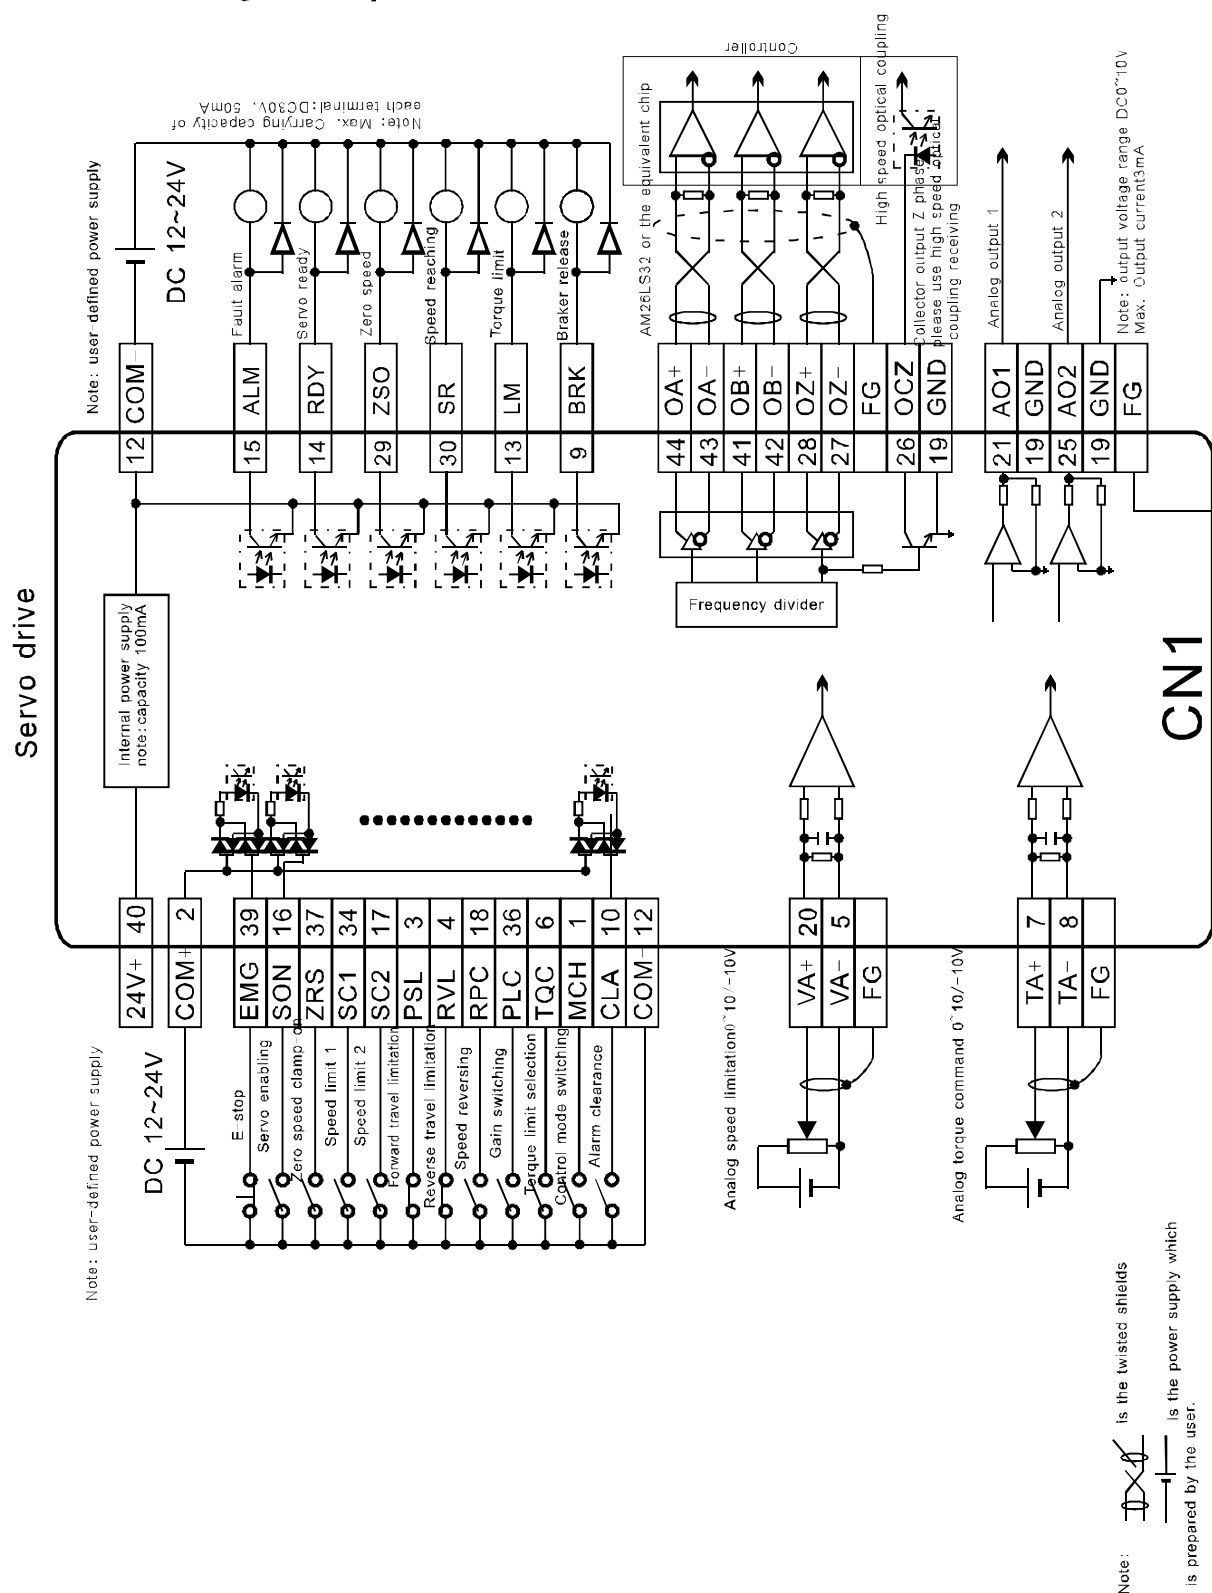 Servo drive
CN1
Note: user-defined power supply
DC 12~24V
24V+ 40
COM+ 2
EMG 39
SON 16
ZRS 37
SC1 34
SC2 17
PSL 3
RVL 4
RPC 18
PLC 36
TQC 6
MCH 1
CLA 10
COM- 12
E-stop
Servo enabling
Zero speed clamp-on
Speed limit 1
Speed limit 2
Forward travel limitation
Reverse travel limitation
Speed reversing
Gain switching
Torque limit selection
Control mode switching
Alarm clearance
Internal power supply
note:capacity 100mA
Analog speed limitation0~10/-10V
VA+ 20
VA- 5
FG
Analog torque command 0~10/-10V
TA+ 7
TA- 8
FG
Note: user-defined power supply
DC 12~24V
12 COM-
15 ALM
14 RDY
29 ZSO
30 SR
13 LM
9 BRK
Fault alarm
Servo ready
Zero speed
Speed reaching
Torque limit
Braker release
Note: Max. Carrying capacity of
each terminal:DC30V, 50mA
Frequency divider
44 OA+
43 OA-
41 OB+
42 OB-
28 OZ+
27 OZ-
FG
26 OCZ
19 GND
AM26LS32 or the equivalent chip
Controller
High speed optical coupling
Collector output Z phase
please use high speed optical
coupling receiving
21 AO1
19 GND
25 AO2
19 GND
FG
Analog output 1
Analog output 2
Note: output voltage range DC0~10V
Max. Output current3mA
Note:
is the twisted shields
is the power supply which
is prepared by the user.